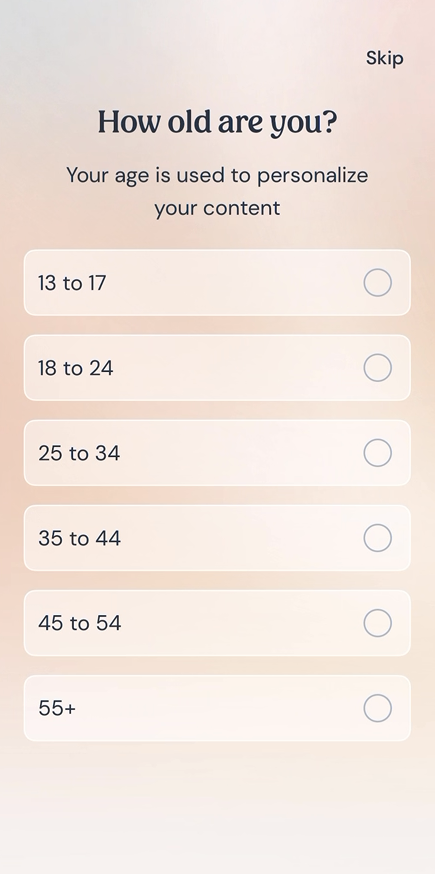 Skip
How old are you?
Your age is used to personalize
your content
13 to 17
18 to 24
25 to 34
35 to 44
45 to 54
55+